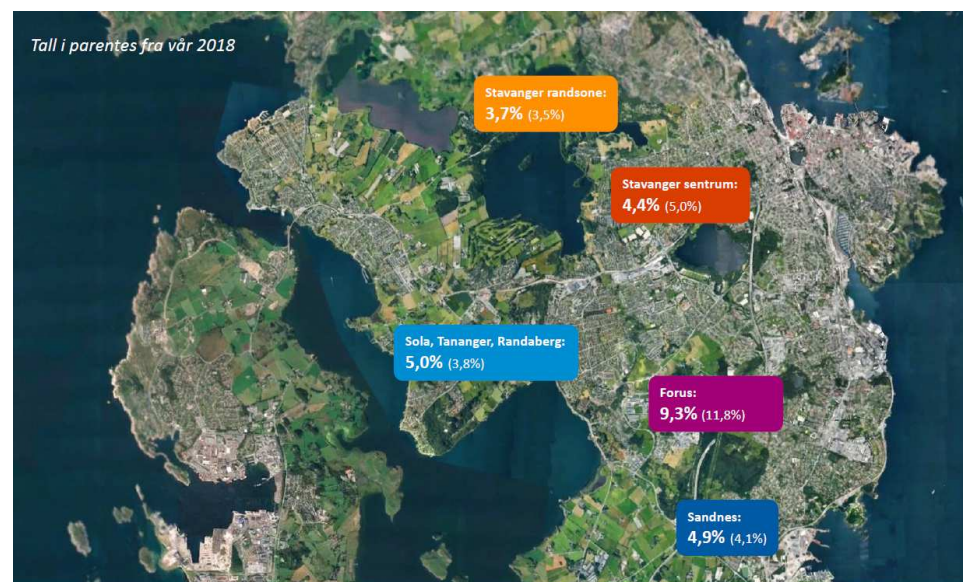 Tall i parentes fra vår 2018
Stavanger randsone:
3,7% (3,5%)
Stavanger sentrum:
4,4% (5,0%)
Sola, Tananger, Randaberg:
5,0% (3,8%)
Forus:
9,3% (11,8%)
Sandnes:
4,9% (4,1%)